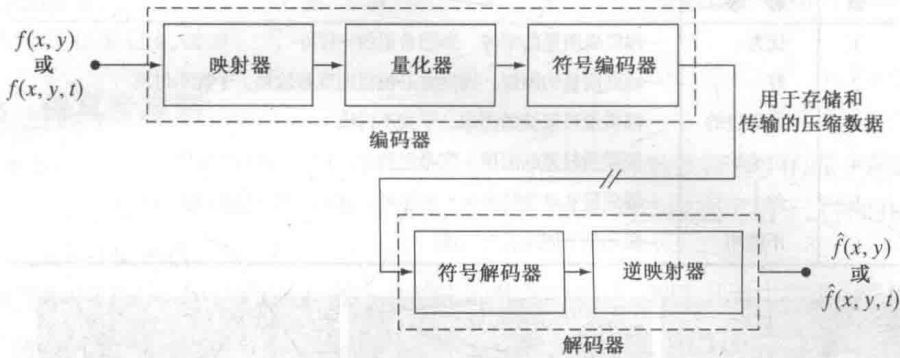 f(x, y)
或
f(x, y, t)
映射器
量化器
符号编码器
编码器
用于存储和
传输的压缩数据
符号解码器
逆映射器
解码器
f̂(x, y)
或
f̂(x, y, t)